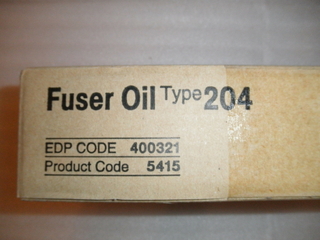 Fuser Oil Type 204
EDP CODE 400321
Product Code 5415